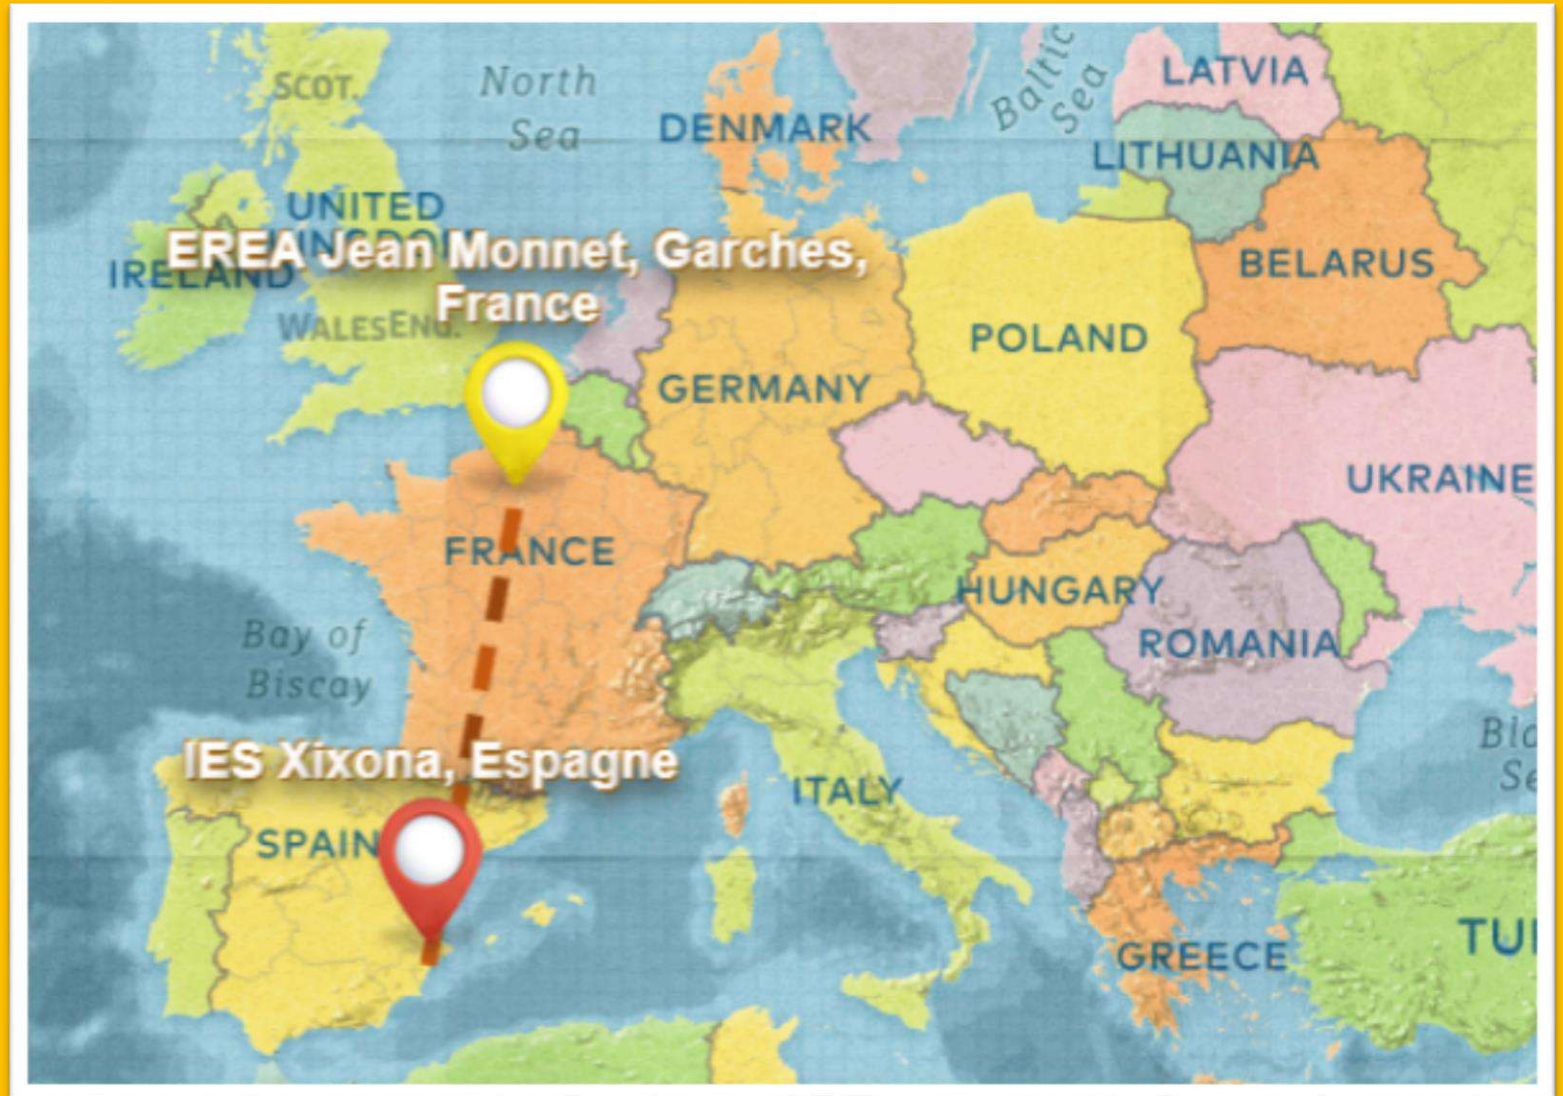 SCOT.
North
Sea
DENMARK
Baltic
Sea
LATVIA
LITHUANIA
UNITED
KINGDOM
IRELAND
EREA Jean Monnet, Garches,
France
WALES ENG.
BELARUS
POLAND
GERMANY
UKRAINE
FRANCE
HUNGARY
Bay of
Biscay
ROMANIA
IES Xixona, Espagne
SPAIN
ITALY
GREECE